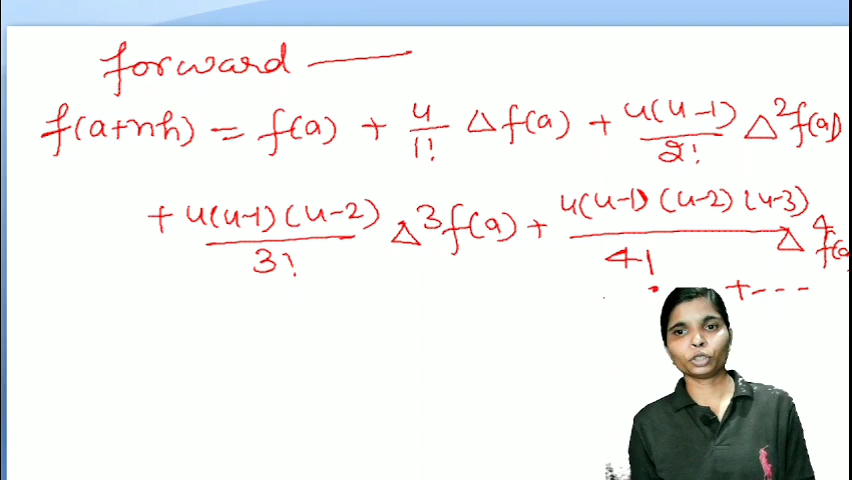 forward
f(a+nh) = f(a) + u/1! Δf(a) + u(u-1)/2! Δ²f(a)
+ u(u-1)(u-2)/3! Δ³f(a) + u(u-1)(u-2)(u-3)/4! Δ⁴f(a
+---